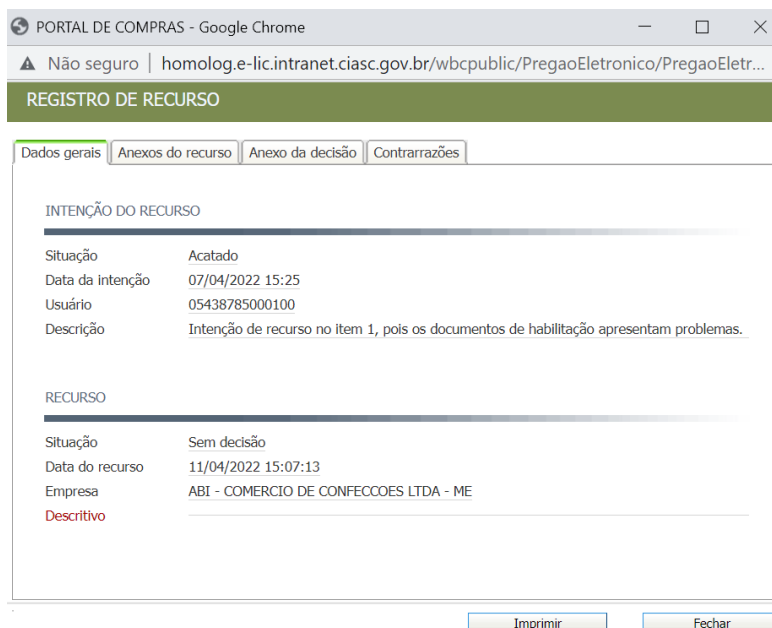 PORTAL DE COMPRAS - Google Chrome
Não seguro | homolog.e-lic.intranet.ciasc.gov.br/wbcpublic/PregaoEletronico/PregaoEletr...
REGISTRO DE RECURSO
Dados gerais Anexos do recurso Anexo da decisão Contrarrazões
INTENÇÃO DO RECURSO
Situação Acatado
Data da intenção 07/04/2022 15:25
Usuário 05438785000100
Descrição Intenção de recurso no item 1, pois os documentos de habilitação apresentam problemas.
RECURSO
Situação Sem decisão
Data do recurso 11/04/2022 15:07:13
Empresa ABI - COMERCIO DE CONFECCOES LTDA - ME
Descritivo
Imprimir Fechar